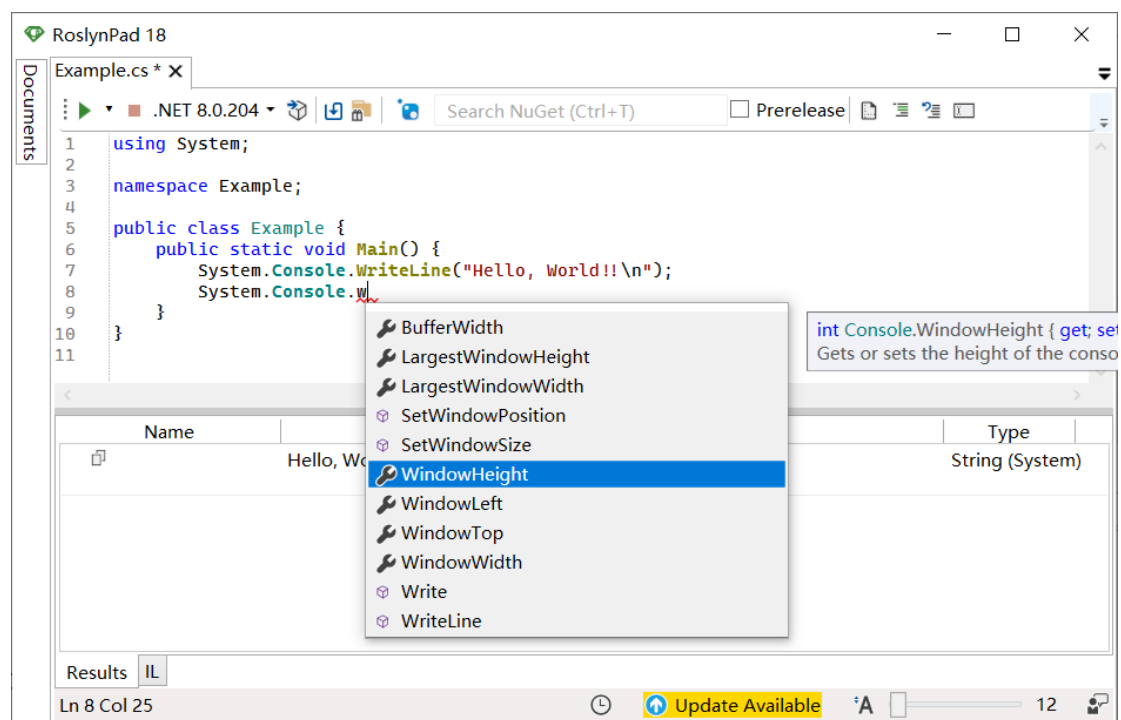 RoslynPad 18
Documents
Example.cs *
.NET 8.0.204
Search NuGet (Ctrl+T)
Prerelease
1 using System;
2
3 namespace Example;
4
5 public class Example {
6 public static void Main() {
7 System.Console.WriteLine("Hello, World!!\n");
8 System.Console.w
9 }
10 }
11
BufferWidth
LargestWindowHeight
LargestWindowWidth
SetWindowPosition
SetWindowSize
WindowHeight
WindowLeft
WindowTop
WindowWidth
Write
WriteLine
int Console.WindowHeight { get; set
Gets or sets the height of the conso
Name Type
Hello, Wo String (System)
Results IL
Ln 8 Col 25 Update Available A 12